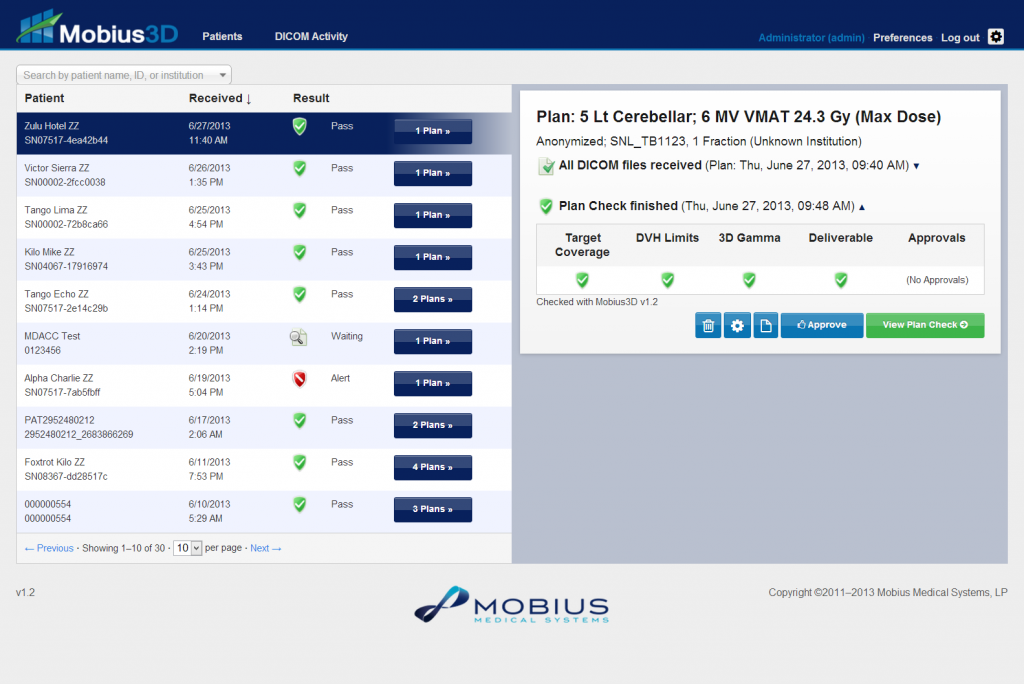 Mobius3D
Patients
DICOM Activity
Administrator (admin)
Preferences
Log out
Search by patient name, ID, or institution
Patient Received ↓ Result
Zulu Hotel ZZ 6/27/2013 Pass 1 Plan »
SN07517-4ea42b44 11:40 AM
Victor Sierra ZZ 6/26/2013 Pass 1 Plan »
SN00002-2fcc0038 1:35 PM
Tango Lima ZZ 6/25/2013 Pass 1 Plan »
SN00002-72b8ca66 4:54 PM
Kilo Mike ZZ 6/25/2013 Pass 1 Plan »
SN04067-17916974 3:43 PM
Tango Echo ZZ 6/24/2013 Pass 2 Plans »
SN07517-2e14c29b 1:14 PM
MDACC Test 6/20/2013 Waiting 1 Plan »
0123456 2:19 PM
Alpha Charlie ZZ 6/19/2013 Alert 1 Plan »
SN07517-7ab5fbff 5:04 PM
PAT2952480212 6/17/2013 Pass 2 Plans »
2952480212_2683866269 2:06 AM
Foxtrot Kilo ZZ 6/11/2013 Pass 4 Plans »
SN08367-dd28517c 7:53 PM
000000554 6/10/2013 Pass 3 Plans »
000000554 5:29 AM
← Previous · Showing 1–10 of 30 · 10 per page · Next →
Plan: 5 Lt Cerebellar; 6 MV VMAT 24.3 Gy (Max Dose)
Anonymized; SNL_TB1123, 1 Fraction (Unknown Institution)
All DICOM files received (Plan: Thu, June 27, 2013, 09:40 AM) ▼
Plan Check finished (Thu, June 27, 2013, 09:48 AM) ▲
Target DVH Limits 3D Gamma Deliverable Approvals
Coverage
(No Approvals)
Checked with Mobius3D v1.2
Approve
View Plan Check
v1.2
MOBIUS
MEDICAL SYSTEMS
Copyright ©2011–2013 Mobius Medical Systems, LP